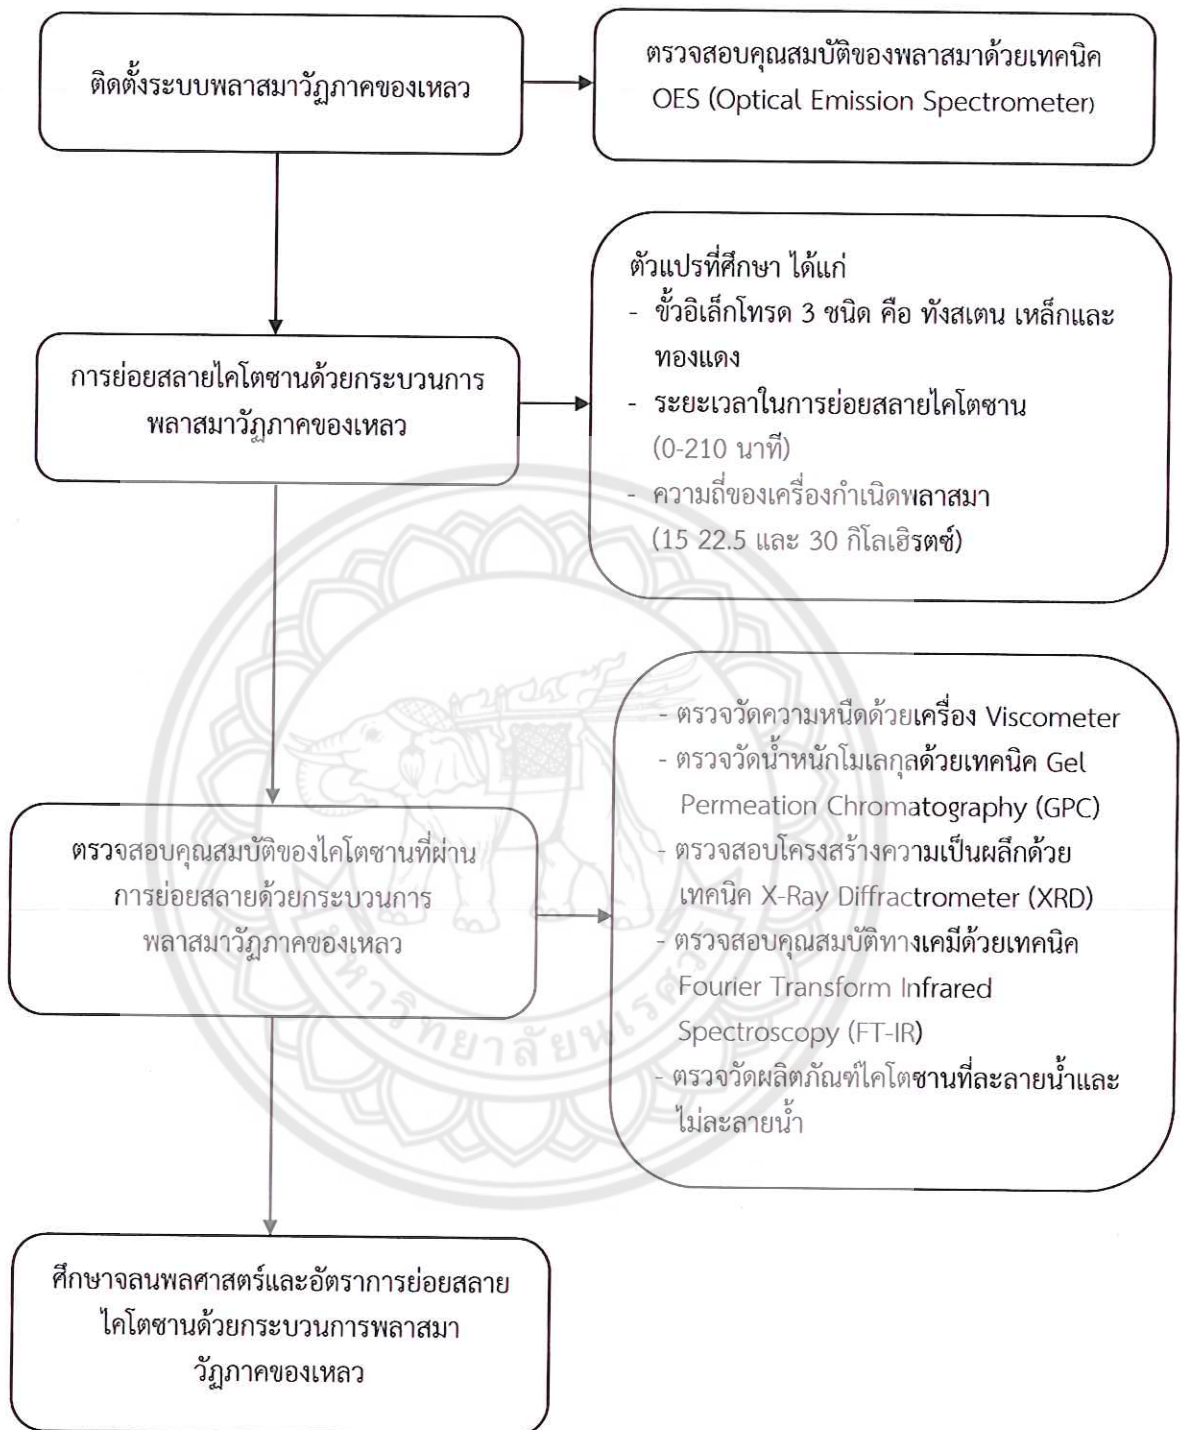 ติดตั้งระบบพลาสมาวัฏภาคของเหลว
ตรวจสอบคุณสมบัติของพลาสมาด้วยเทคนิค
OES (Optical Emission Spectrometer)
การย่อยสลายไคโตซานด้วยกระบวนการ
พลาสมาวัฏภาคของเหลว
ตัวแปรที่ศึกษา ได้แก่
- ขั้วอิเล็กโทรด 3 ชนิด คือ ทังสเตน เหล็กและ
ทองแดง
- ระยะเวลาในการย่อยสลายไคโตซาน
(0-210 นาที)
- ความถี่ของเครื่องกำเนิดพลาสมา
(15 22.5 และ 30 กิโลเฮิรตซ์)
ตรวจสอบคุณสมบัติของไคโตซานที่ผ่าน
การย่อยสลายด้วยกระบวนการ
พลาสมาวัฏภาคของเหลว
- ตรวจวัดความหนืดด้วยเครื่อง Viscometer
- ตรวจวัดน้ำหนักโมเลกุลด้วยเทคนิค Gel
Permeation Chromatography (GPC)
- ตรวจสอบโครงสร้างความเป็นผลึกด้วย
เทคนิค X-Ray Diffractrometer (XRD)
- ตรวจสอบคุณสมบัติทางเคมีด้วยเทคนิค
Fourier Transform Infrared
Spectroscopy (FT-IR)
- ตรวจวัดผลิตภัณฑ์ไคโตซานที่ละลายน้ำและ
ไม่ละลายน้ำ
ศึกษาจลนพลศาสตร์และอัตราการย่อยสลาย
ไคโตซานด้วยกระบวนการพลาสมา
วัฏภาคของเหลว
มหาวิทยาลัยนเรศวร